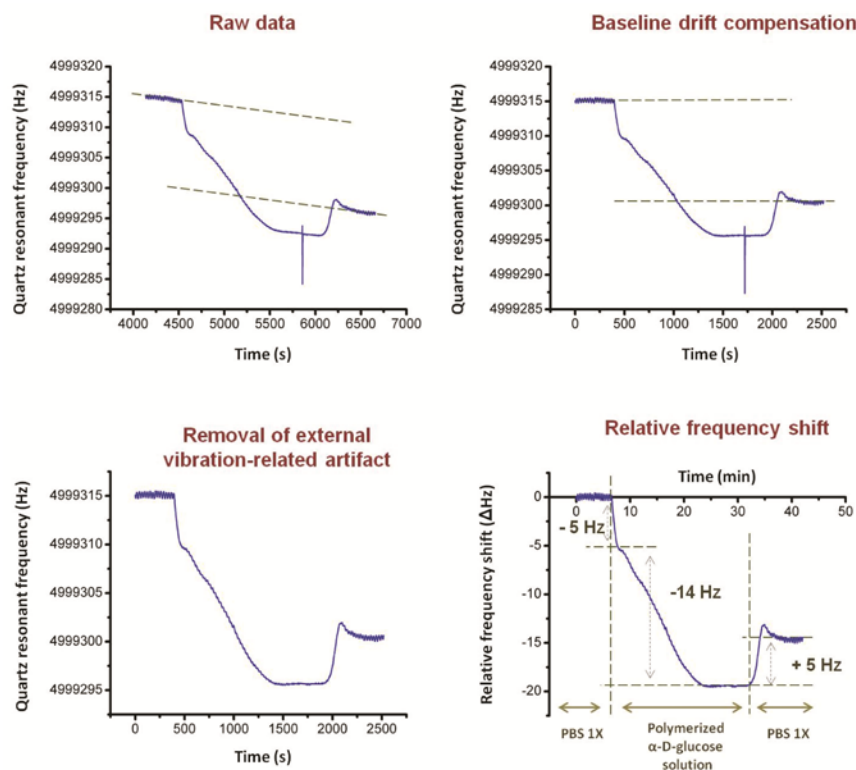 Raw data
Quartz resonant frequency (Hz)
4999320
4999315
4999310
4999305
4999300
4999295
4999290
4999285
4999280
4000 4500 5000 5500 6000 6500 7000
Time (s)
Baseline drift compensation
Quartz resonant frequency (Hz)
4999320
4999315
4999310
4999305
4999300
4999295
4999290
4999285
0 500 1000 1500 2000 2500
Time (s)
Removal of external
vibration-related artifact
Quartz resonant frequency (Hz)
4999315
4999310
4999305
4999300
4999295
0 500 1000 1500 2000 2500
Time (s)
Relative frequency shift
Time (min)
Relative frequency shift (ΔHz)
0 10 20 30 40 50
0
-5
-10
-15
-20
- 5 Hz
-14 Hz
+ 5 Hz
PBS 1X
Polymerized
α-D-glucose
solution
PBS 1X